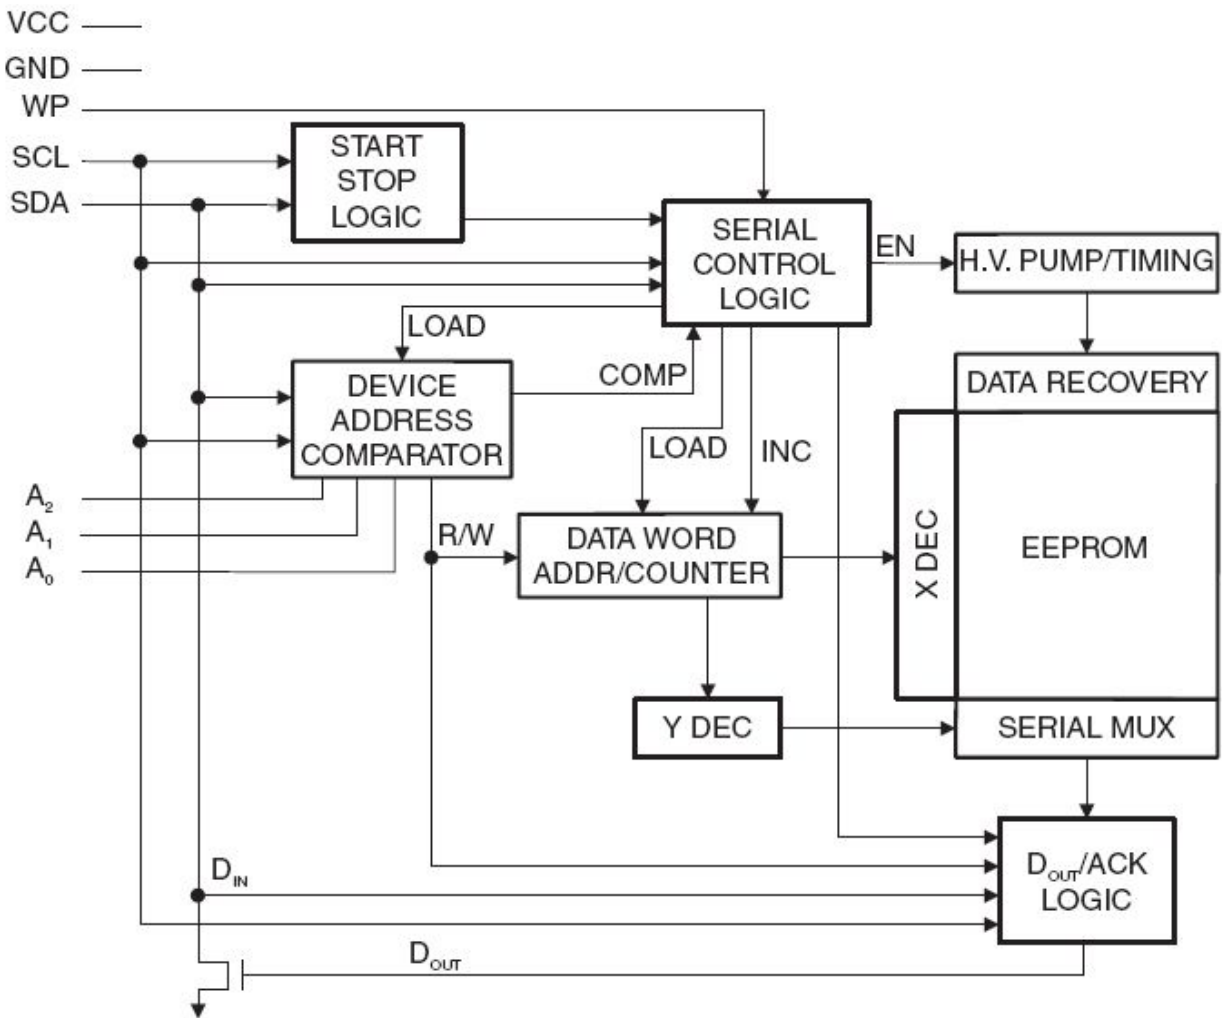 VCC
GND
WP
SCL
SDA
START
STOP
LOGIC
SERIAL
CONTROL
LOGIC
EN
H.V. PUMP/TIMING
LOAD
COMP
DEVICE
ADDRESS
COMPARATOR
DATA RECOVERY
LOAD
INC
A2
A1
A0
R/W
DATA WORD
ADDR/COUNTER
X DEC
EEPROM
Y DEC
SERIAL MUX
DIN
DOUT/ACK
LOGIC
DOUT